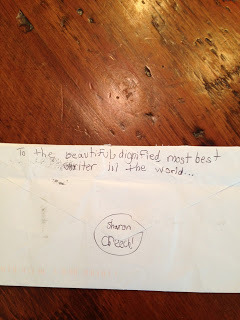 To the beautiful, dignified, most best
writer in the world...
Sharon
Creech!